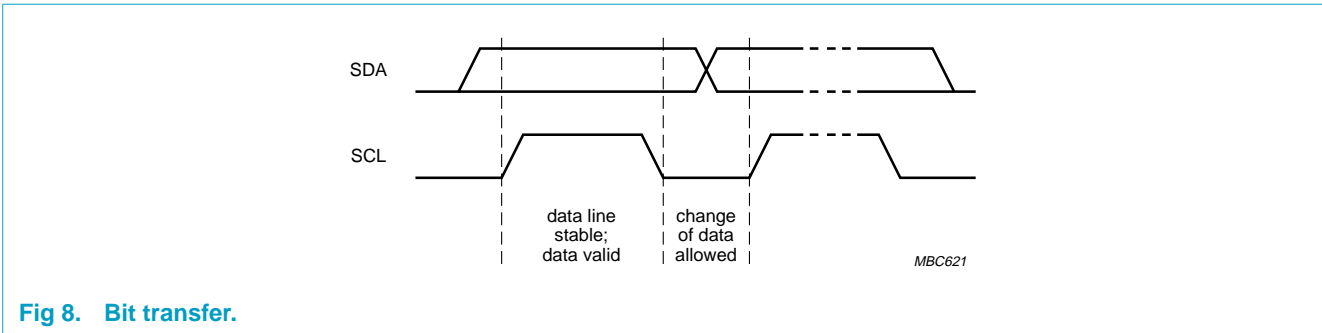 SDA
SCL
data line
stable;
data valid
change
of data
allowed
MBC621
Fig 8. Bit transfer.